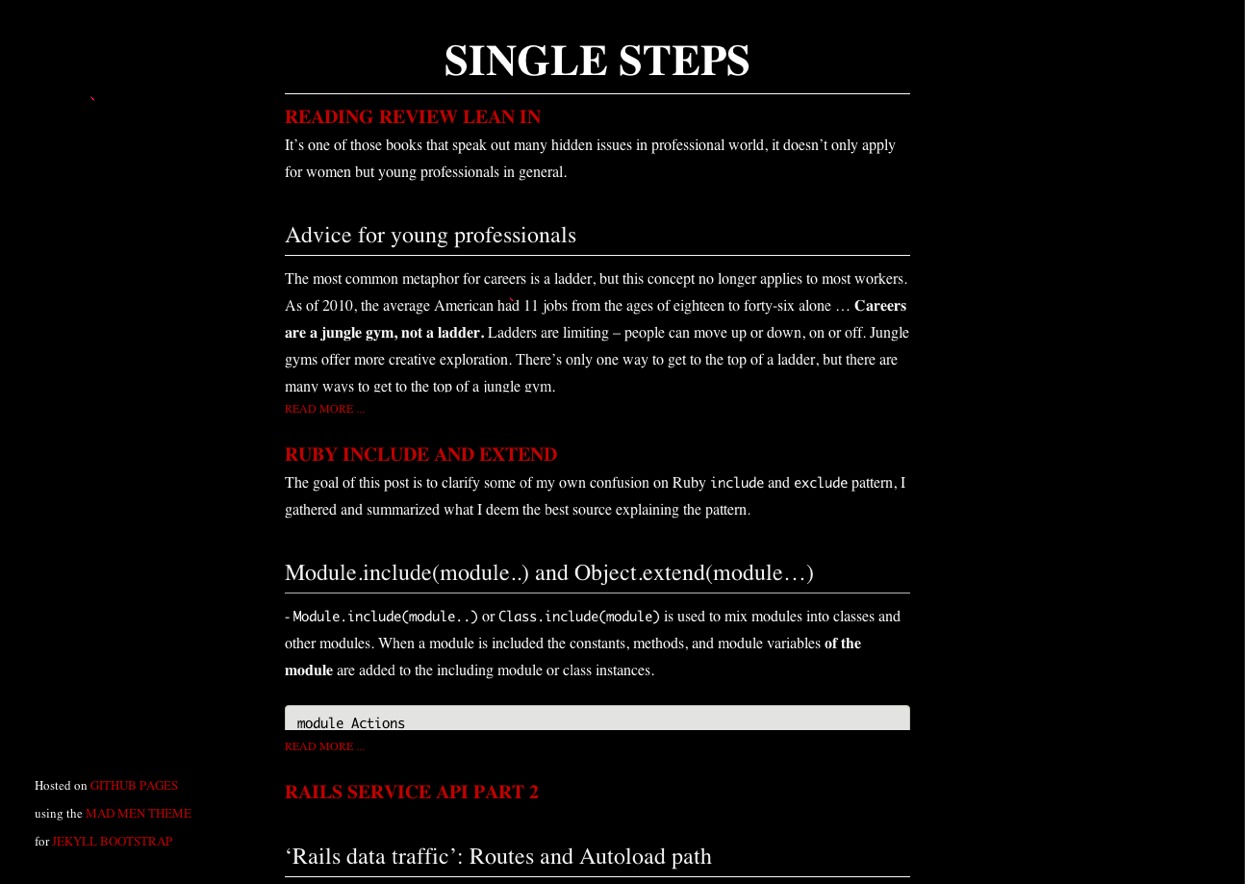 SINGLE STEPS
READING REVIEW LEAN IN
It’s one of those books that speak out many hidden issues in professional world, it doesn’t only apply
for women but young professionals in general.
Advice for young professionals
The most common metaphor for careers is a ladder, but this concept no longer applies to most workers.
As of 2010, the average American had 11 jobs from the ages of eighteen to forty-six alone … Careers
are a jungle gym, not a ladder. Ladders are limiting – people can move up or down, on or off. Jungle
gyms offer more creative exploration. There’s only one way to get to the top of a ladder, but there are
many ways to get to the top of a jungle gym.
READ MORE ...
RUBY INCLUDE AND EXTEND
The goal of this post is to clarify some of my own confusion on Ruby include and exclude pattern, I
gathered and summarized what I deem the best source explaining the pattern.
Module.include(module..) and Object.extend(module…)
- Module.include(module..) or Class.include(module) is used to mix modules into classes and
other modules. When a module is included the constants, methods, and module variables of the
module are added to the including module or class instances.
module Actions
READ MORE ...
RAILS SERVICE API PART 2
‘Rails data traffic’: Routes and Autoload path
Hosted on GITHUB PAGES
using the MAD MEN THEME
for JEKYLL BOOTSTRAP